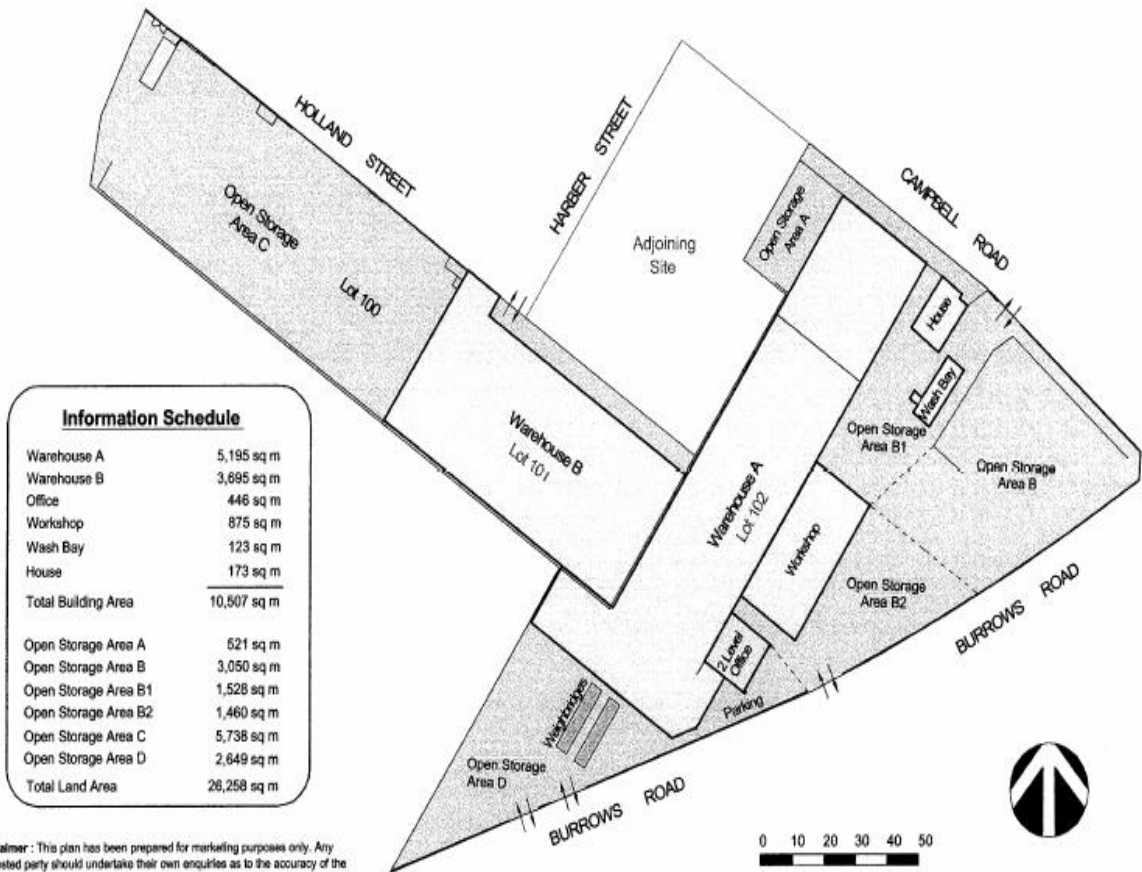 HOLLAND STREET
HARBER STREET
CAMPBELL ROAD
Open Storage
Area C
Lot 100
Adjoining
Site
Open Storage
Area A
House
Wash Bay
Warehouse B
Lot 101
Warehouse A
Lot 102
Open Storage
Area B1
Open Storage
Area B
Workshop
Open Storage
Area B2
2 Level
Office
Parking
Weighbridges
Open Storage
Area D
BURROWS ROAD
BURROWS ROAD
Information Schedule
Warehouse A 5,195 sq m
Warehouse B 3,695 sq m
Office 446 sq m
Workshop 875 sq m
Wash Bay 123 sq m
House 173 sq m
Total Building Area 10,507 sq m
Open Storage Area A 521 sq m
Open Storage Area B 3,050 sq m
Open Storage Area B1 1,528 sq m
Open Storage Area B2 1,460 sq m
Open Storage Area C 5,738 sq m
Open Storage Area D 2,649 sq m
Total Land Area 26,258 sq m
0 10 20 30 40 50
aimer : This plan has been prepared for marketing purposes only. Any
ested party should undertake their own enquiries as to the accuracy of the